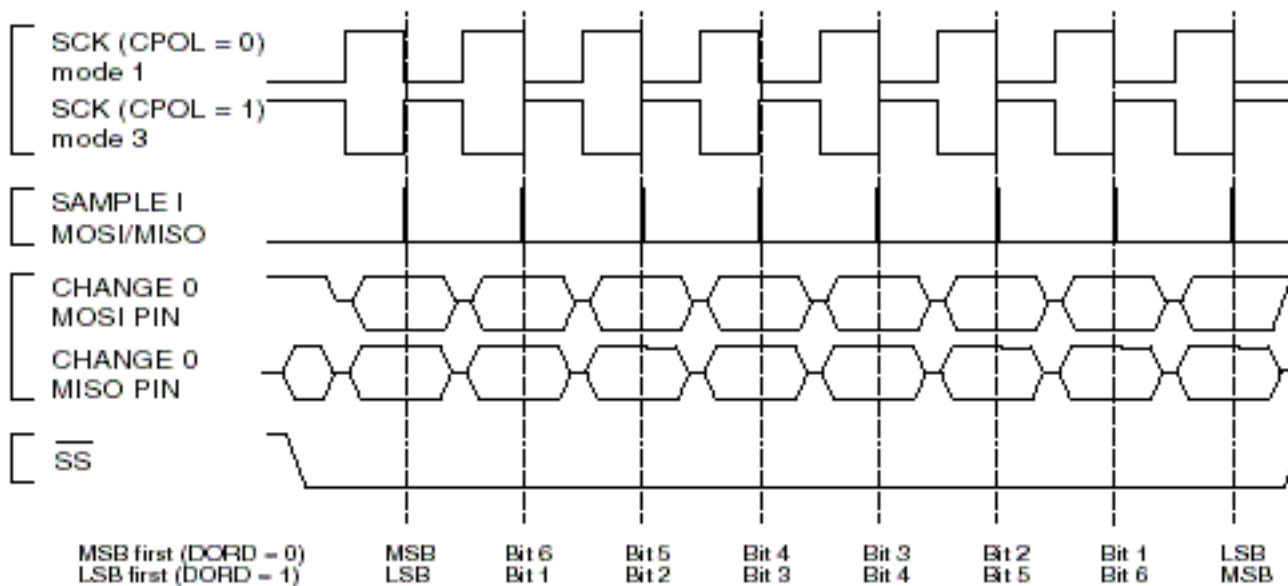 SCK (CPOL = 0)
mode 1
SCK (CPOL = 1)
mode 3
SAMPLE I
MOSI/MISO
CHANGE 0
MOSI PIN
CHANGE 0
MISO PIN
SS
MSB first (DORD = 0) MSB Bit 6 Bit 5 Bit 4 Bit 3 Bit 2 Bit 1 LSB
LSB first (DORD = 1) LSB Bit 1 Bit 2 Bit 3 Bit 4 Bit 5 Bit 6 MSB